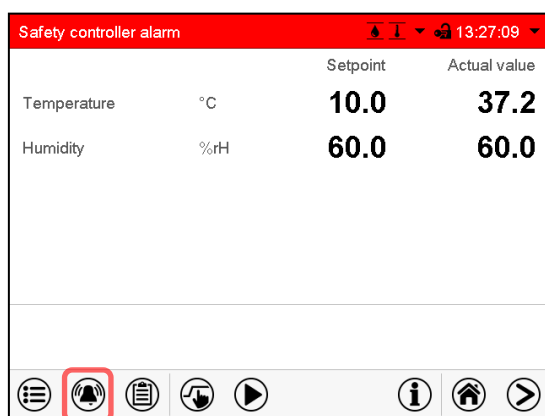 Safety controller alarm 13:27:09
Setpoint Actual value
Temperature °C 10.0 37.2
Humidity %rH 60.0 60.0